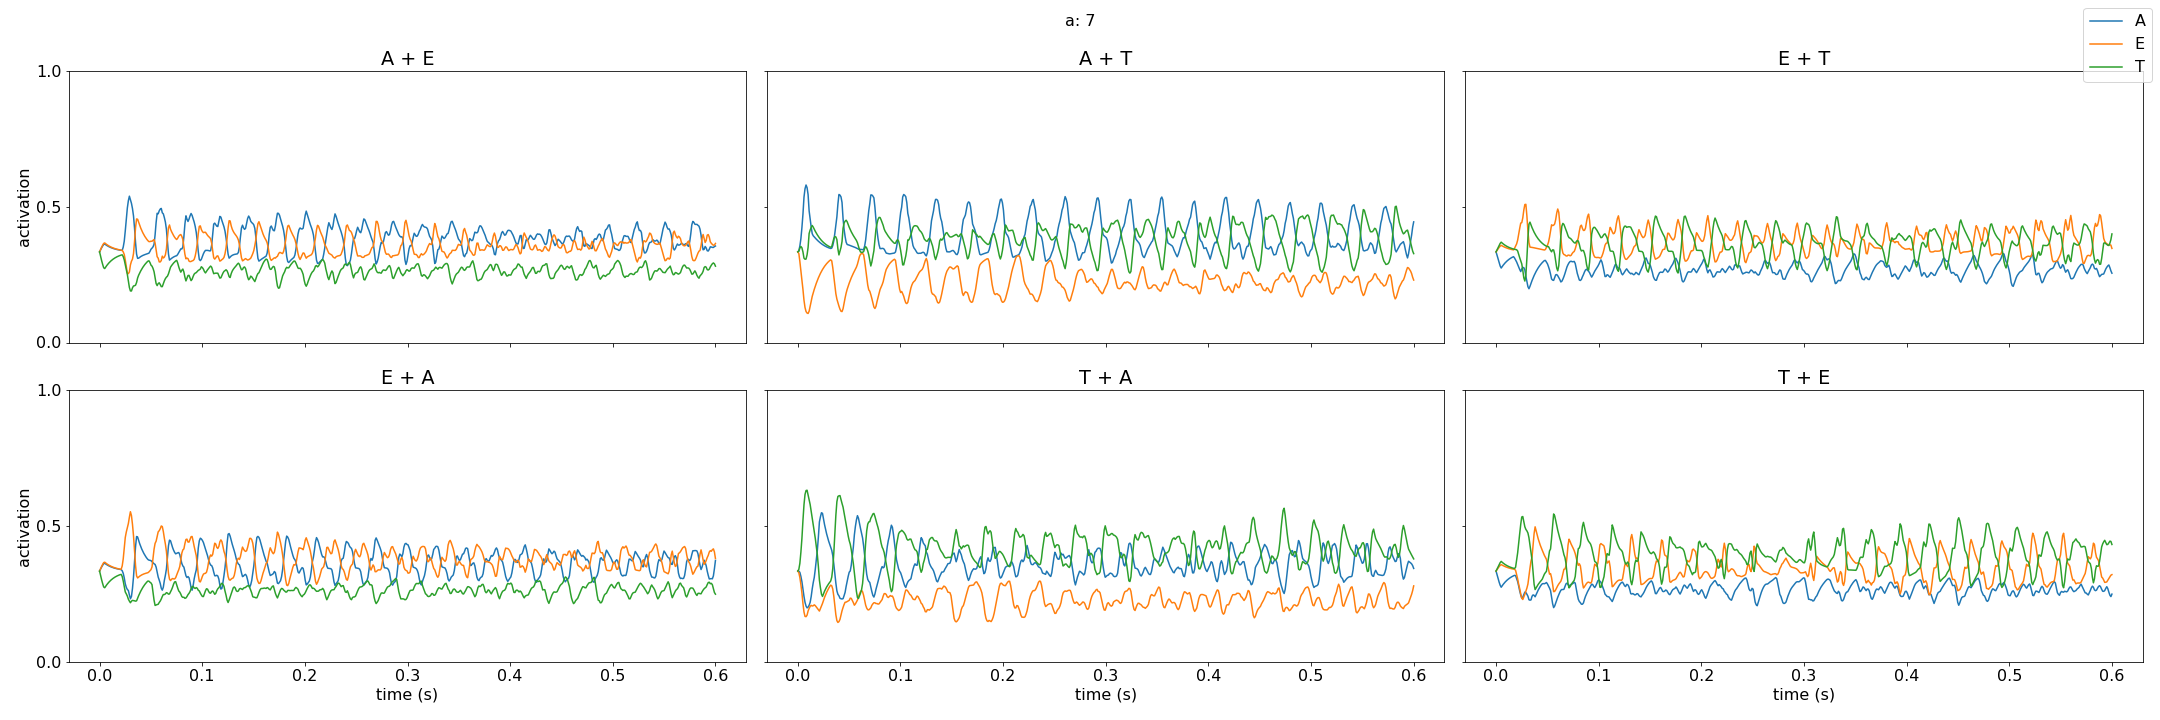 a: 7
A
E
T
A + E
A + T
E + T
1.0
0.5
0.0
activation
E + A
T + A
T + E
1.0
0.5
0.0
activation
0.0 0.1 0.2 0.3 0.4 0.5 0.6
0.0 0.1 0.2 0.3 0.4 0.5 0.6
0.0 0.1 0.2 0.3 0.4 0.5 0.6
time (s)
time (s)
time (s)